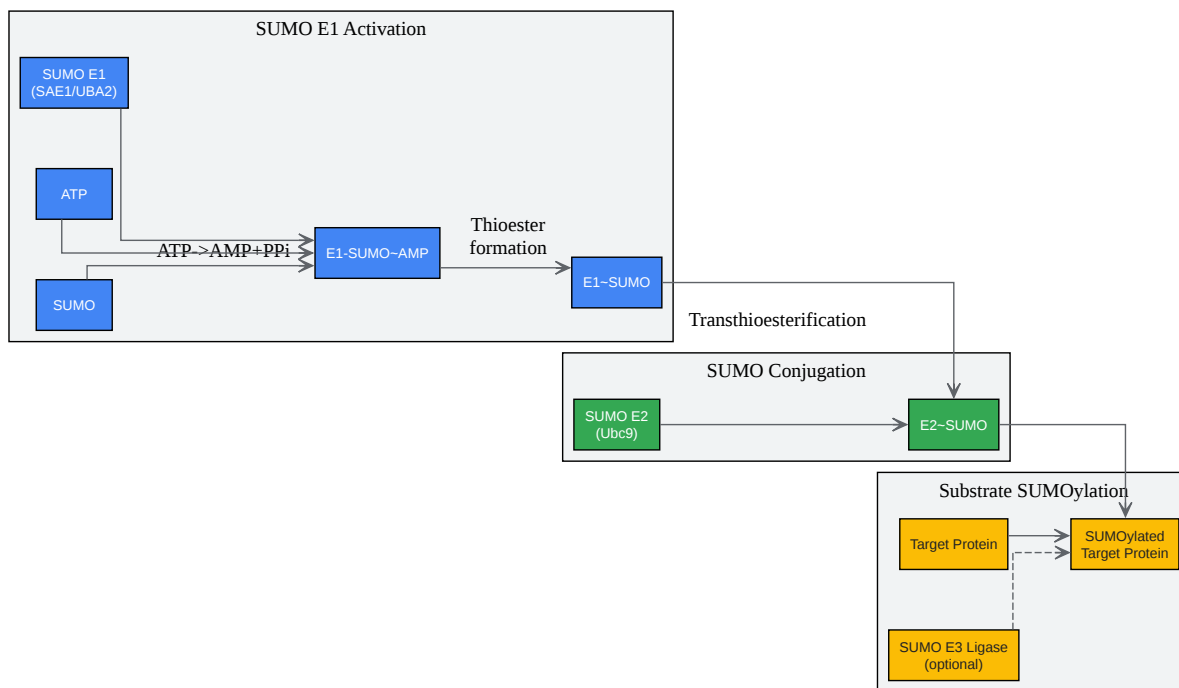 SUMO E1 Activation
SUMO E1
(SAE1/UBA2)
ATP
ATP->AMP+PPi
SUMO
E1-SUMO~AMP
Thioester
formation
E1~SUMO
Transthioesterification
SUMO Conjugation
SUMO E2
(Ubc9)
E2~SUMO
Substrate SUMOylation
Target Protein
SUMOylated
Target Protein
SUMO E3 Ligase
(optional)